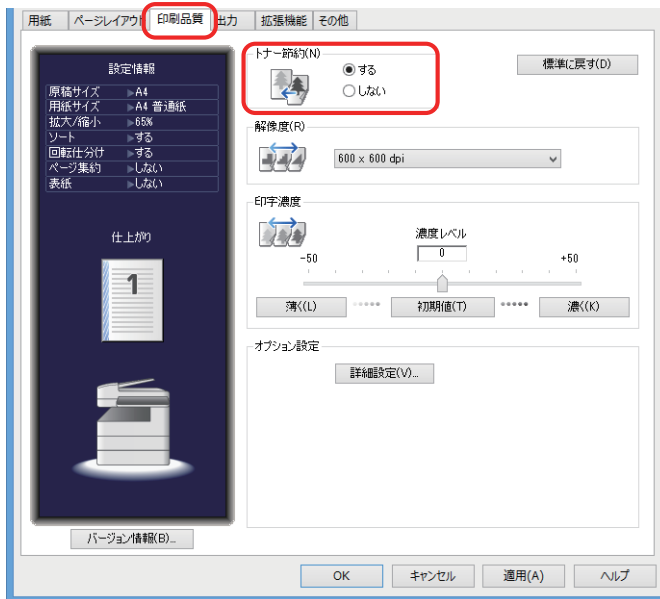 用紙 ページレイアウト 印刷品質 出力 拡張機能 その他
設定情報
原稿サイズ ▶A4
用紙サイズ ▶A4 普通紙
拡大/縮小 ▶65%
ソート ▶する
回転仕分け ▶する
ページ集約 ▶しない
表紙 ▶しない
仕上がり
1
バージョン情報(B)...
トナー節約(N)
する
しない
標準に戻す(D)
解像度(R)
600 × 600 dpi
印字濃度
濃度レベル
-50 0 +50
薄く(L) 初期値(T) 濃く(K)
オプション設定
詳細設定(V)...
OK キャンセル 適用(A) ヘルプ